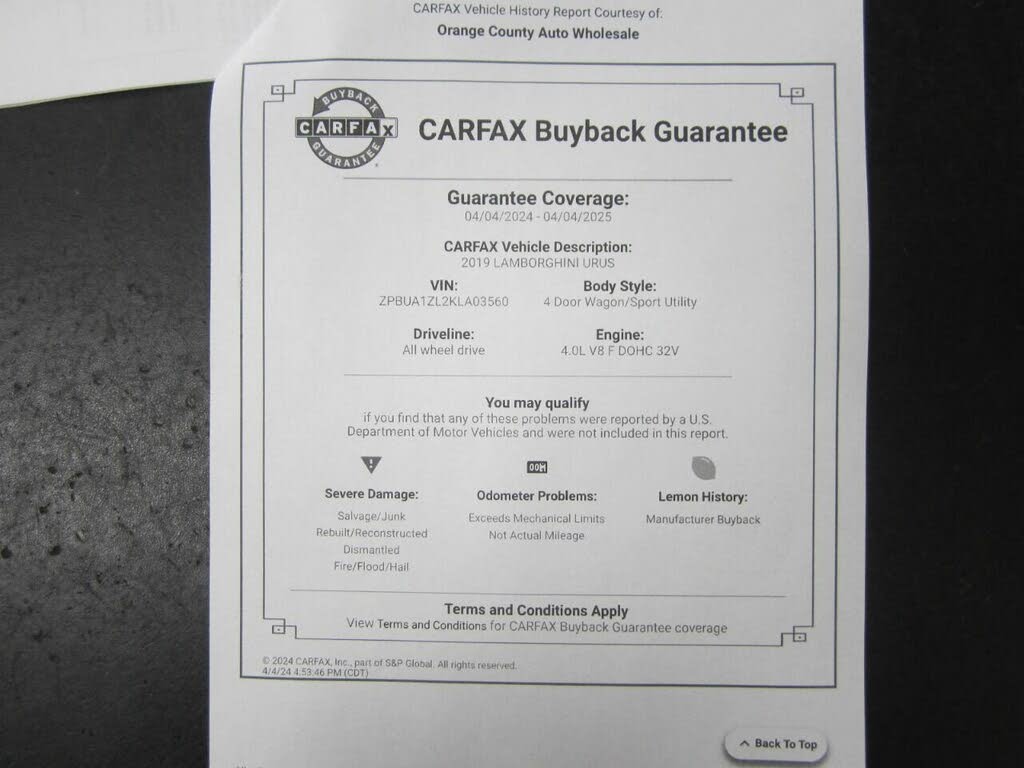 CARFAX Vehicle History Report Courtesy of:
Orange County Auto Wholesale
BUYBACK
CARFAX
GUARANTEE
CARFAX Buyback Guarantee
Guarantee Coverage:
04/04/2024 - 04/04/2025
CARFAX Vehicle Description:
2019 LAMBORGHINI URUS
VIN: Body Style:
ZPBUA1ZL2KLA03560 4 Door Wagon/Sport Utility
Driveline: Engine:
All wheel drive 4.0L V8 F DOHC 32V
You may qualify
if you find that any of these problems were reported by a U.S.
Department of Motor Vehicles and were not included in this report.
OOM
Severe Damage: Odometer Problems: Lemon History:
Salvage/Junk Exceeds Mechanical Limits Manufacturer Buyback
Rebuilt/Reconstructed Not Actual Mileage
Dismantled
Fire/Flood/Hail
Terms and Conditions Apply
View Terms and Conditions for CARFAX Buyback Guarantee coverage
© 2024 CARFAX, Inc., part of S&P Global. All rights reserved.
4/4/24 4:53:46 PM (CDT)
Back To Top